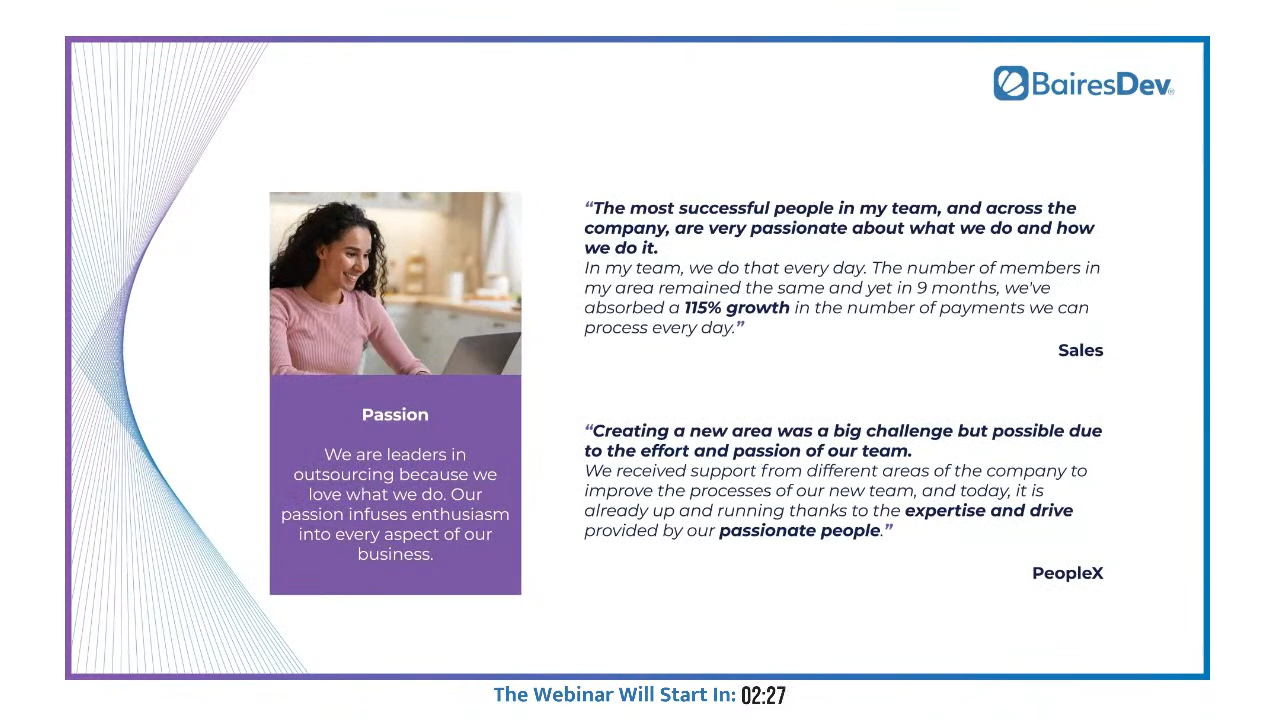 BairesDev®
“The most successful people in my team, and across the
company, are very passionate about what we do and how
we do it.
In my team, we do that every day. The number of members in
my area remained the same and yet in 9 months, we've
absorbed a 115% growth in the number of payments we can
process every day.”
Sales
Passion
We are leaders in
outsourcing because we
love what we do. Our
passion infuses enthusiasm
into every aspect of our
business.
“Creating a new area was a big challenge but possible due
to the effort and passion of our team.
We received support from different areas of the company to
improve the processes of our new team, and today, it is
already up and running thanks to the expertise and drive
provided by our passionate people.”
PeopleX
The Webinar Will Start In: 02:27